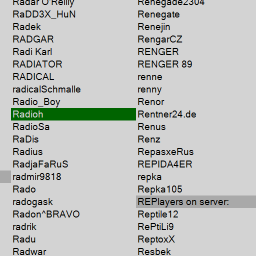 Radar O'Reilly
RaDD3X_HuN
Radek
RADGAR
Radi Karl
RADIATOR
RADICAL
radicalSchmalle
Radio_Boy
Radioh
RadioSa
RaDis
Radius
RadjaFaRuS
radmir9818
Rado
radogask
Radon^BRAVO
radrik
Radu
Radwar
Renegade2304
Renegate
Renejin
RengarCZ
RENGER
RENGER 89
renne
renny
Renor
Rentner24.de
Renus
Renz
RepasxeRus
REPIDA4ER
repka
Repka105
REPlayers on server:
Reptile12
RePtiLi9
ReptoxX
Resbek